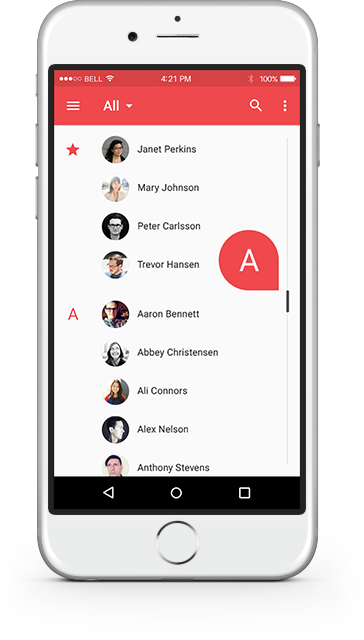 BELL 4:21 PM 100%
All
Janet Perkins
Mary Johnson
Peter Carlsson
Trevor Hansen
A
A Aaron Bennett
Abbey Christensen
Ali Connors
Alex Nelson
Anthony Stevens